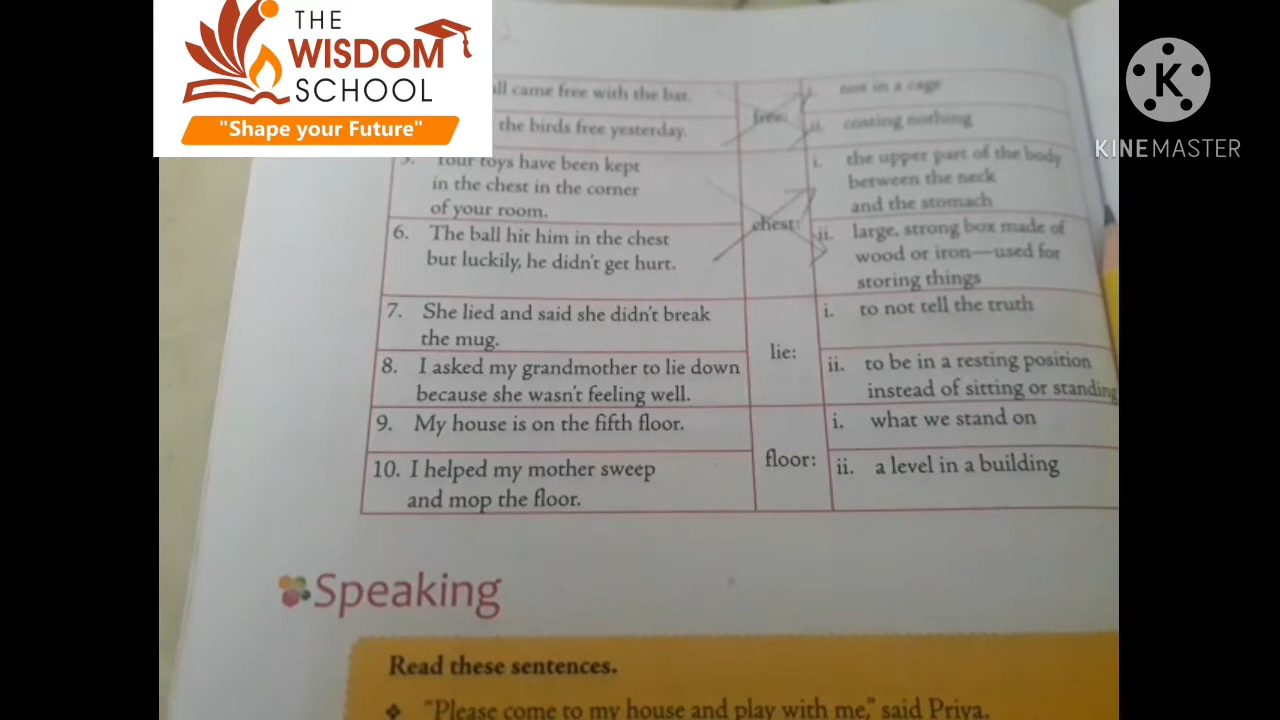 THE
WISDOM
SCHOOL
"Shape your Future"
KINEMASTER
came free with the bat.
free:
i. not in a cage
the birds free yesterday.
ii. costing nothing
5. Your toys have been kept
in the chest in the corner
of your room.
chest:
i. the upper part of the body
between the neck
and the stomach
6. The ball hit him in the chest
but luckily, he didn't get hurt.
ii. large, strong box made of
wood or iron—used for
storing things
7. She lied and said she didn't break
the mug.
lie:
i. to not tell the truth
8. I asked my grandmother to lie down
because she wasn't feeling well.
ii. to be in a resting position
instead of sitting or standing
9. My house is on the fifth floor.
floor:
i. what we stand on
10. I helped my mother sweep
and mop the floor.
ii. a level in a building
Speaking
Read these sentences.
❖ "Please come to my house and play with me," said Priya.